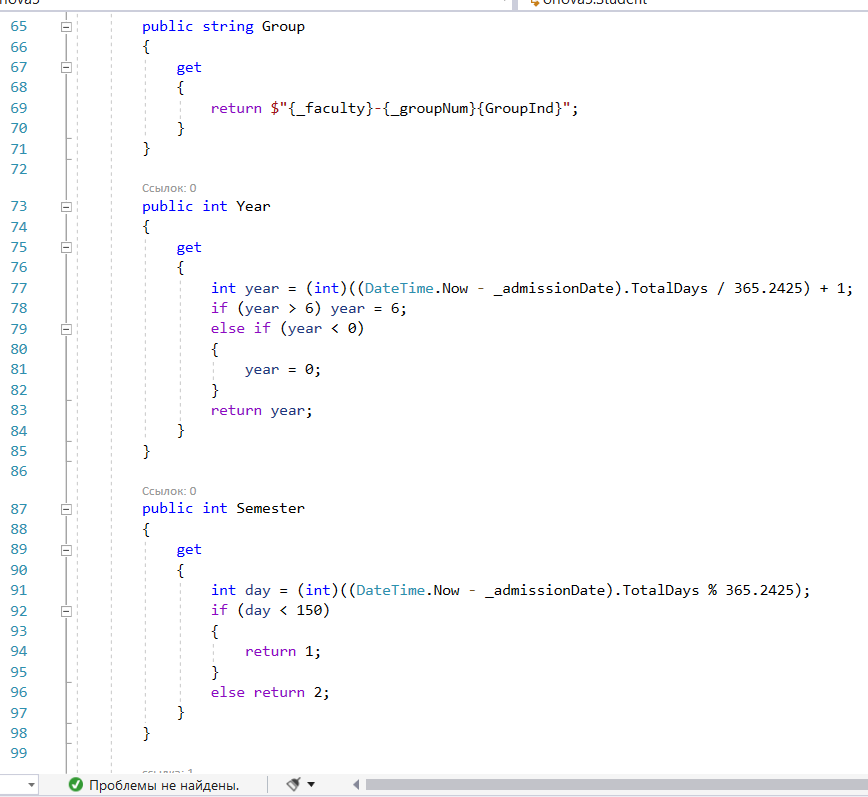 65 public string Group
66 {
67 get
68 {
69 return $"{_faculty}-{_groupNum}{GroupInd}";
70 }
71 }
72
Ссылок: 0
73 public int Year
74 {
75 get
76 {
77 int year = (int)((DateTime.Now - _admissionDate).TotalDays / 365.2425) + 1;
78 if (year > 6) year = 6;
79 else if (year < 0)
80 {
81 year = 0;
82 }
83 return year;
84 }
85 }
86
Ссылок: 0
87 public int Semester
88 {
89 get
90 {
91 int day = (int)((DateTime.Now - _admissionDate).TotalDays % 365.2425);
92 if (day < 150)
93 {
94 return 1;
95 }
96 else return 2;
97 }
98 }
99
Проблемы не найдены.